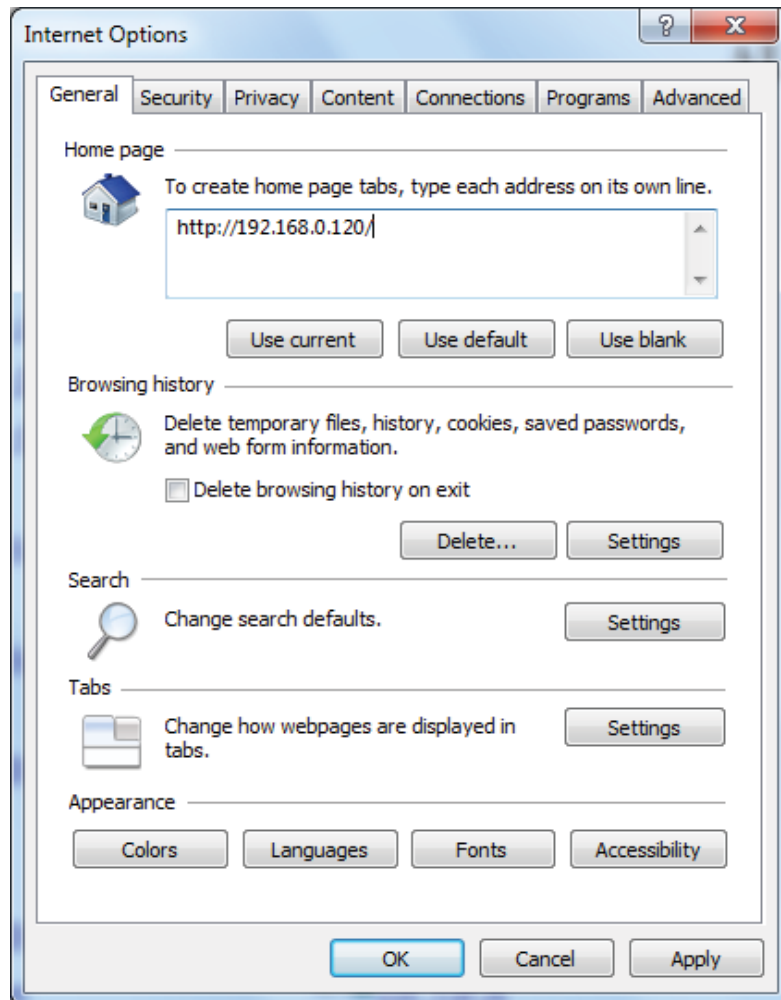 Internet Options
General Security Privacy Content Connections Programs Advanced
Home page
To create home page tabs, type each address on its own line.
http://192.168.0.120/
Use current Use default Use blank
Browsing history
Delete temporary files, history, cookies, saved passwords,
and web form information.
Delete browsing history on exit
Delete... Settings
Search
Change search defaults. Settings
Tabs
Change how webpages are displayed in Settings
tabs.
Appearance
Colors Languages Fonts Accessibility
OK Cancel Apply